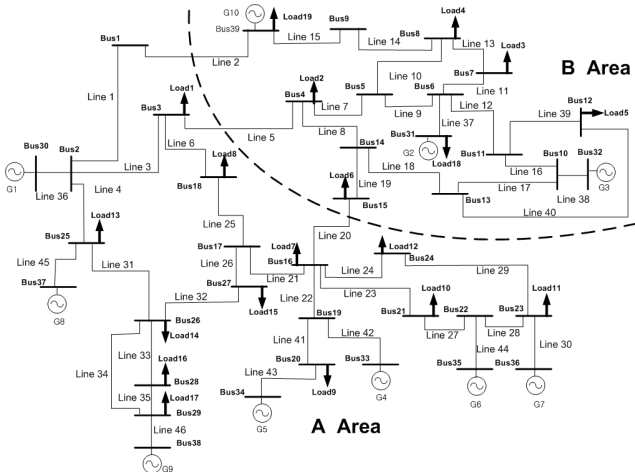 G10
Load19
Bus39
Bus9
Load4
Bus8
Line 13
Load3
Bus1
Line 15
Line 14
Line 2
Bus7
B Area
Line 1
Load1
Bus3
Load2
Bus4
Bus5
Line 10
Bus6
Line 11
Line 7
Line 9
Line 12
Line 39
Bus12
Load5
Line 5
Line 8
Line 37
Bus31
G2
Load18
Bus14
Bus11
Bus10
Bus32
Line 16
G3
Bus30
Bus2
Line 6
Load8
Line 3
G1
Line 36
Line 4
Bus18
Load6
Line 19
Line 18
Line 17
Line 38
Bus15
Bus13
Line 40
Load13
Line 25
Line 20
Bus25
Bus17
Load7
Load12
Line 45
Line 31
Line 26
Bus16
Bus24
Line 21
Line 24
Line 29
Bus37
Bus27
Line 23
G8
Line 32
Load15
Line 22
Load10
Load11
Bus26
Bus19
Bus21
Bus22
Bus23
Load14
Line 27
Line 28
Line 33
Load16
Line 41
Line 42
Line 44
Line 30
Line 34
Bus28
Bus20
Bus33
Bus35
Bus36
Load17
Line 43
Line 35
Bus29
Bus34
Load9
G4
G6
G7
Line 46
G5
A Area
Bus38
G9